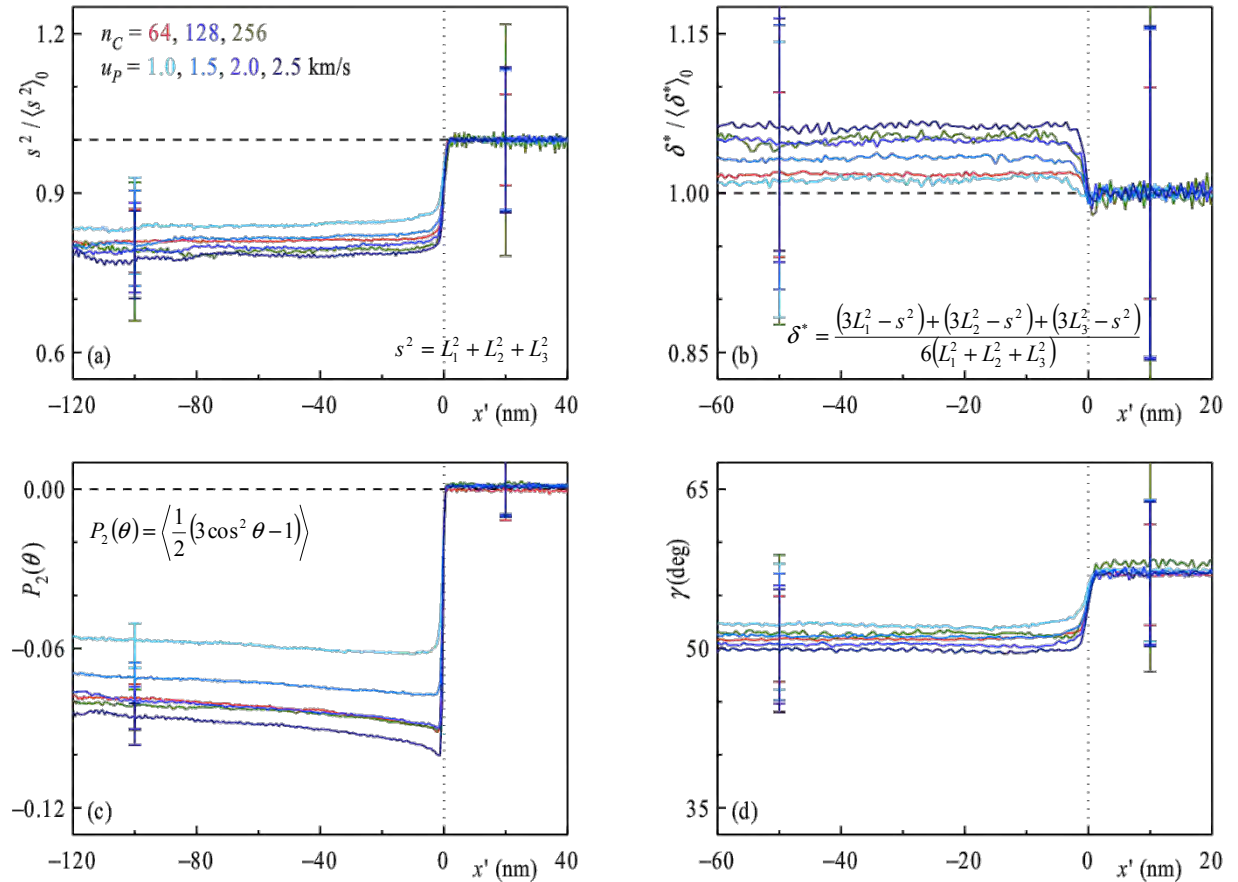 n_C = 64, 128, 256
u_P = 1.0, 1.5, 2.0, 2.5 km/s
s² / ⟨s²⟩₀
1.2
0.9
0.6
(a)
s² = L₁² + L₂² + L₃²
−120 −80 −40 0 x' (nm) 40
δ* / ⟨δ*⟩₀
1.15
1.00
0.85
(b)
δ* = (3L₁² − s²) + (3L₂² − s²) + (3L₃² − s²) / 6(L₁² + L₂² + L₃²)
−60 −40 −20 0 x' (nm) 20
P₂(θ)
0.00
−0.06
−0.12
P₂(θ) = ⟨1/2 (3cos² θ − 1)⟩
(c)
−120 −80 −40 0 x' (nm) 40
γ (deg)
65
50
35
(d)
−60 −40 −20 0 x' (nm) 20